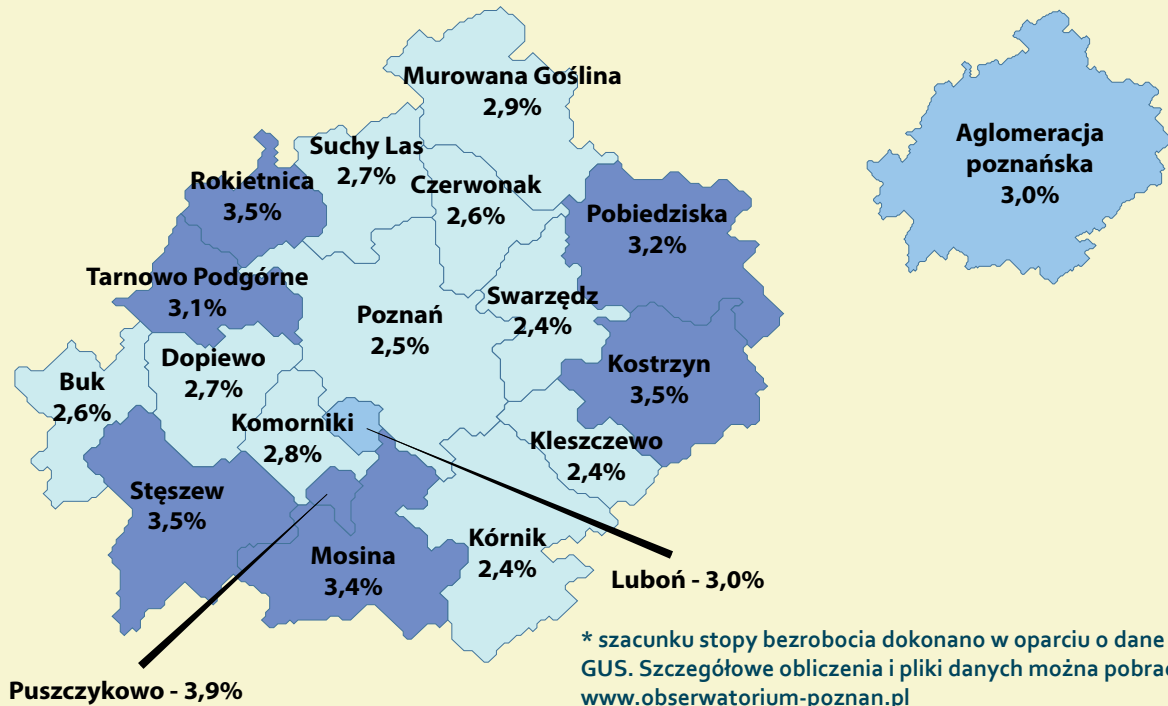 Murowana Goślina
2,9%
Aglomeracja
poznańska
3,0%
Suchy Las
2,7%
Czerwonak
2,6%
Rokietnica
3,5%
Pobiedziska
3,2%
Tarnowo Podgórne
3,1%
Swarzędz
2,4%
Poznań
2,5%
Dopiewo
2,7%
Kostrzyn
3,5%
Buk
2,6%
Komorniki
2,8%
Kleszczewo
2,4%
Stęszew
3,5%
Kórnik
2,4%
Mosina
3,4%
Luboń - 3,0%
Puszczykowo - 3,9%
* szacunku stopy bezrobocia dokonano w oparciu o dane
GUS. Szczegółowe obliczenia i pliki danych można pobrać
www.obserwatorium-poznan.pl